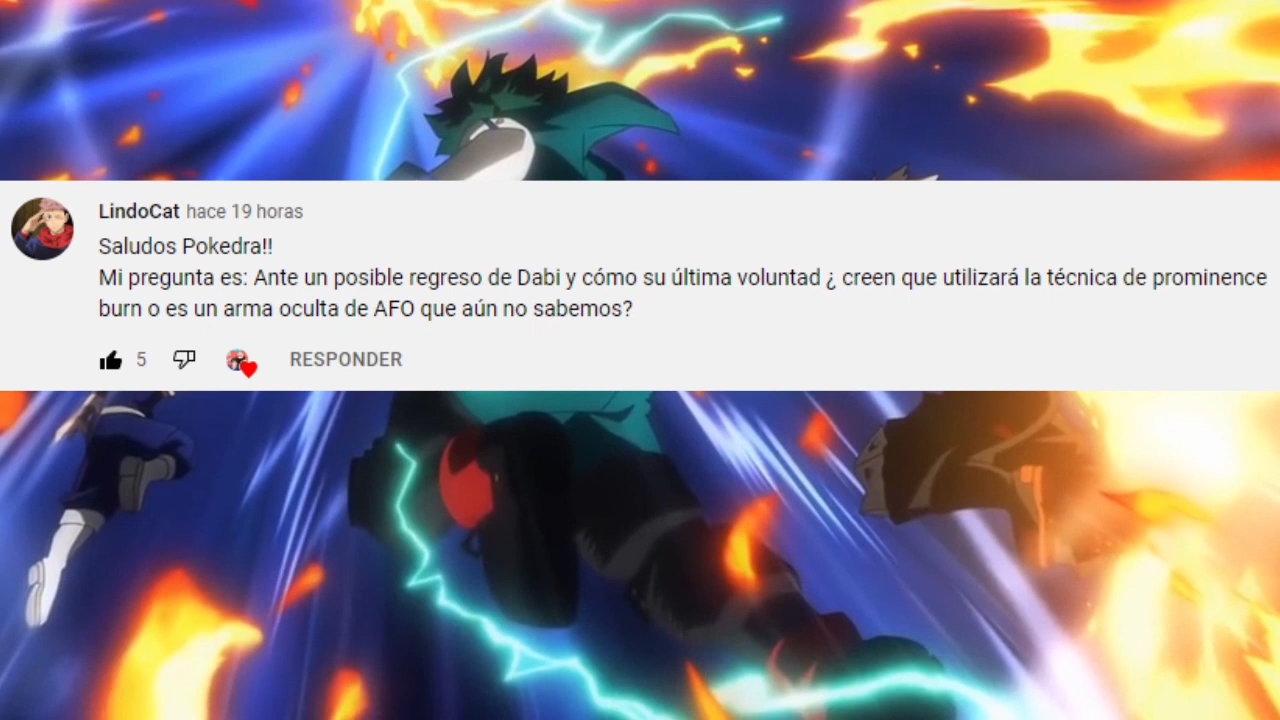 LindoCat hace 19 horas
Saludos Pokedra!!
Mi pregunta es: Ante un posible regreso de Dabi y cómo su última voluntad ¿ creen que utilizará la técnica de prominence
burn o es un arma oculta de AFO que aún no sabemos?
5 RESPONDER